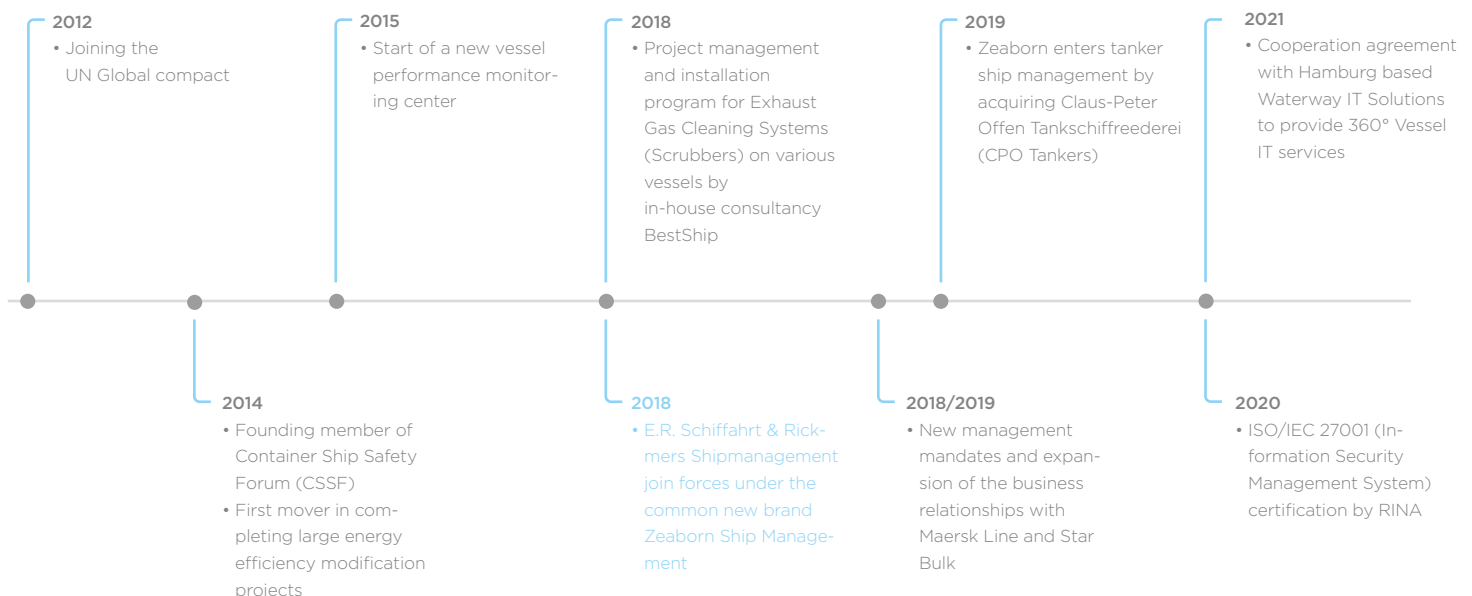 2012
• Joining the
UN Global compact
2015
• Start of a new vessel
performance monitor-
ing center
2018
• Project management
and installation
program for Exhaust
Gas Cleaning Systems
(Scrubbers) on various
vessels by
in-house consultancy
BestShip
2019
• Zeaborn enters tanker
ship management by
acquiring Claus-Peter
Offen Tankschiffreederei
(CPO Tankers)
2021
• Cooperation agreement
with Hamburg based
Waterway IT Solutions
to provide 360° Vessel
IT services
2014
• Founding member of
Container Ship Safety
Forum (CSSF)
• First mover in com-
pleting large energy
efficiency modification
projects
2018
• E.R. Schiffahrt & Rick-
mers Shipmanagement
join forces under the
common new brand
Zeaborn Ship Manage-
ment
2018/2019
• New management
mandates and expan-
sion of the business
relationships with
Maersk Line and Star
Bulk
2020
• ISO/IEC 27001 (In-
formation Security
Management System)
certification by RINA